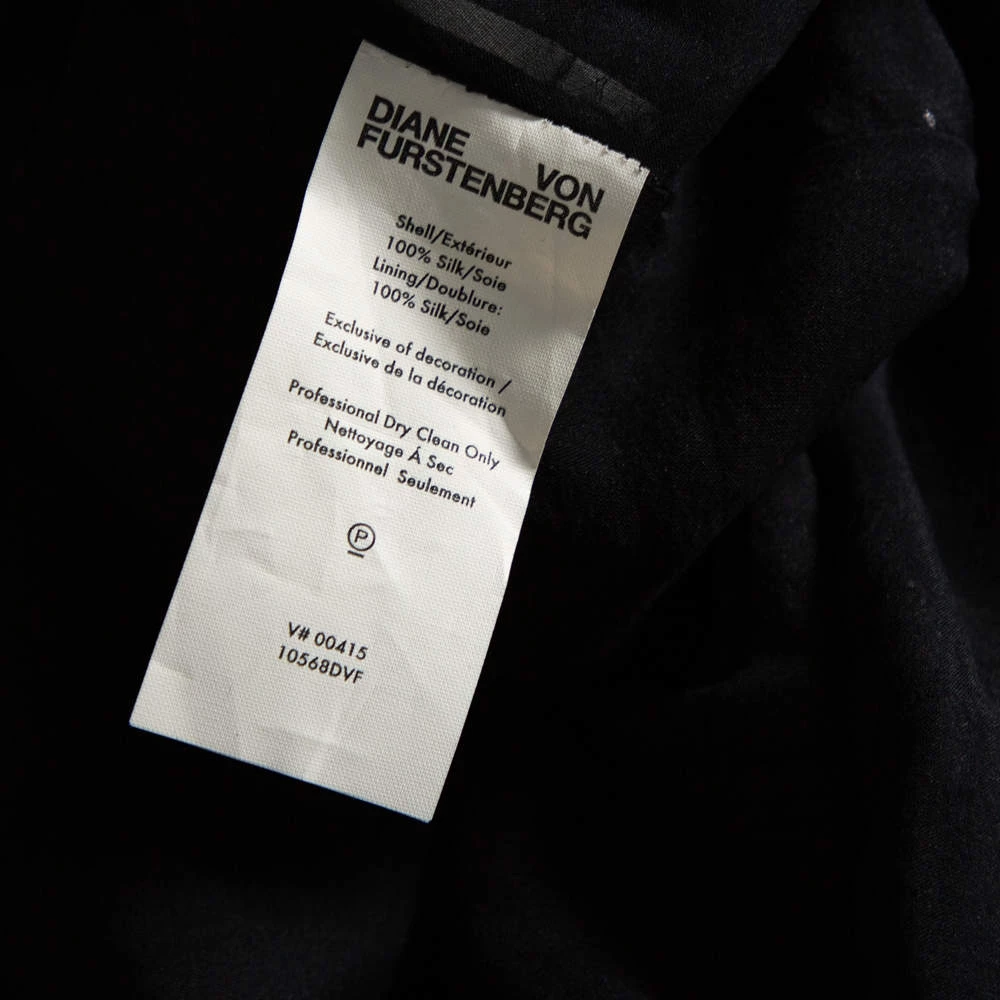 DIANE VON
FURSTENBERG
Shell/Extérieur
100% Silk/Soie
Lining/Doublure:
100% Silk/Soie
Exclusive of decoration /
Exclusive de la décoration
Professional Dry Clean Only
Nettoyage Á Sec
Professionnel Seulement
P
V# 00415
10568DVF